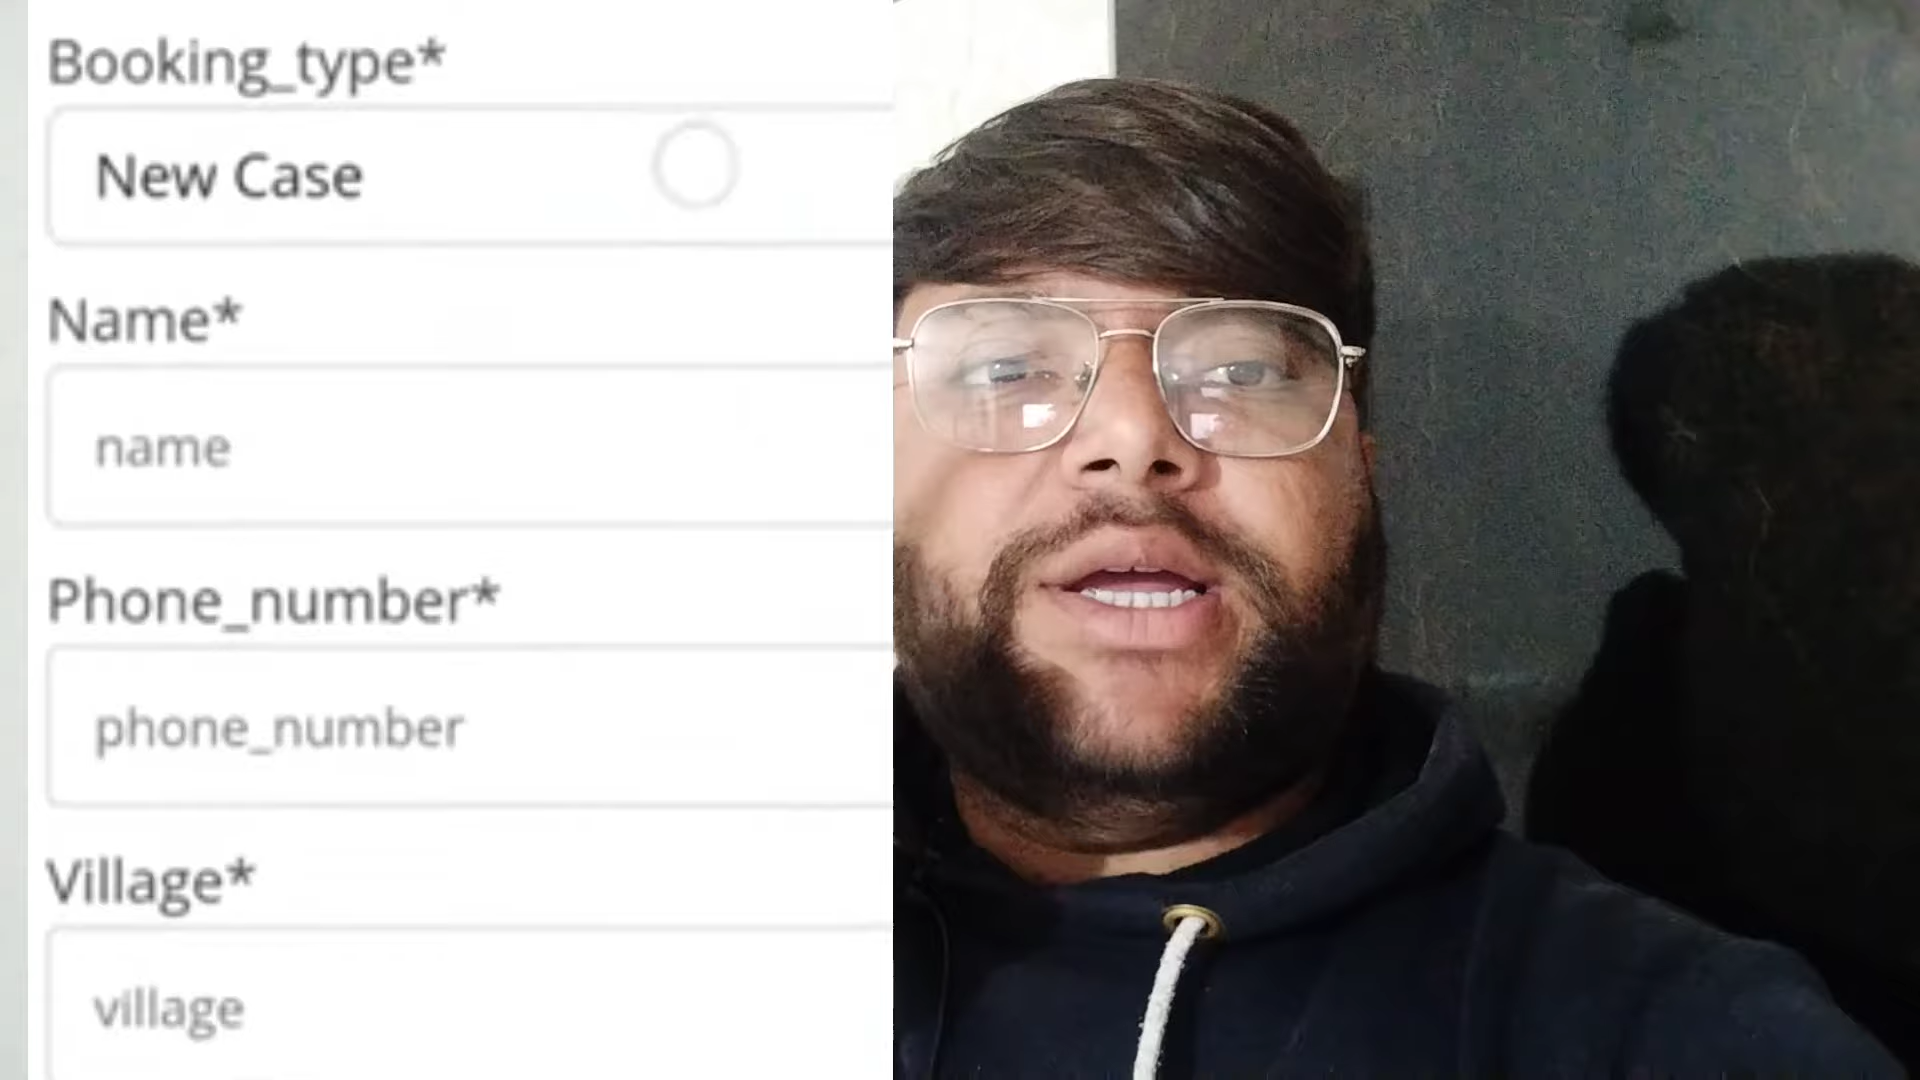 Booking_type*
New Case
Name*
name
Phone_number*
phone_number
Village*
village